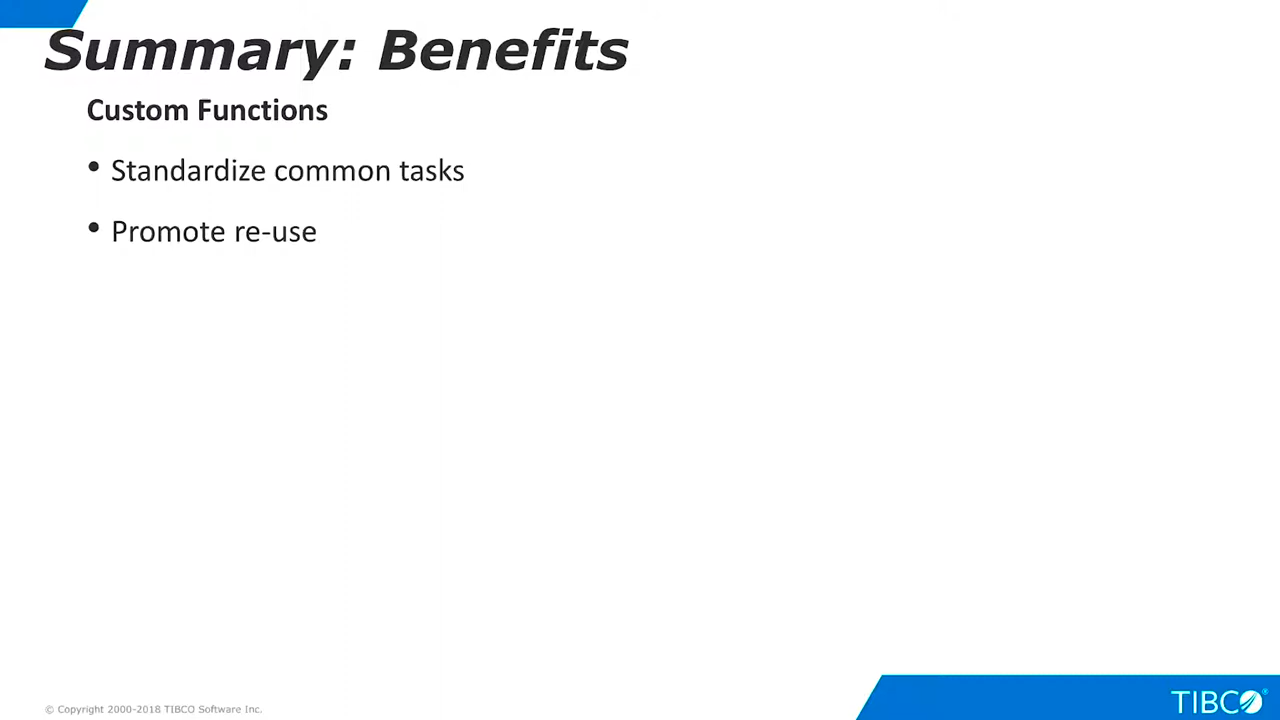 Summary: Benefits
Custom Functions
• Standardize common tasks
• Promote re-use
© Copyright 2000-2018 TIBCO Software Inc.
TIBCO®